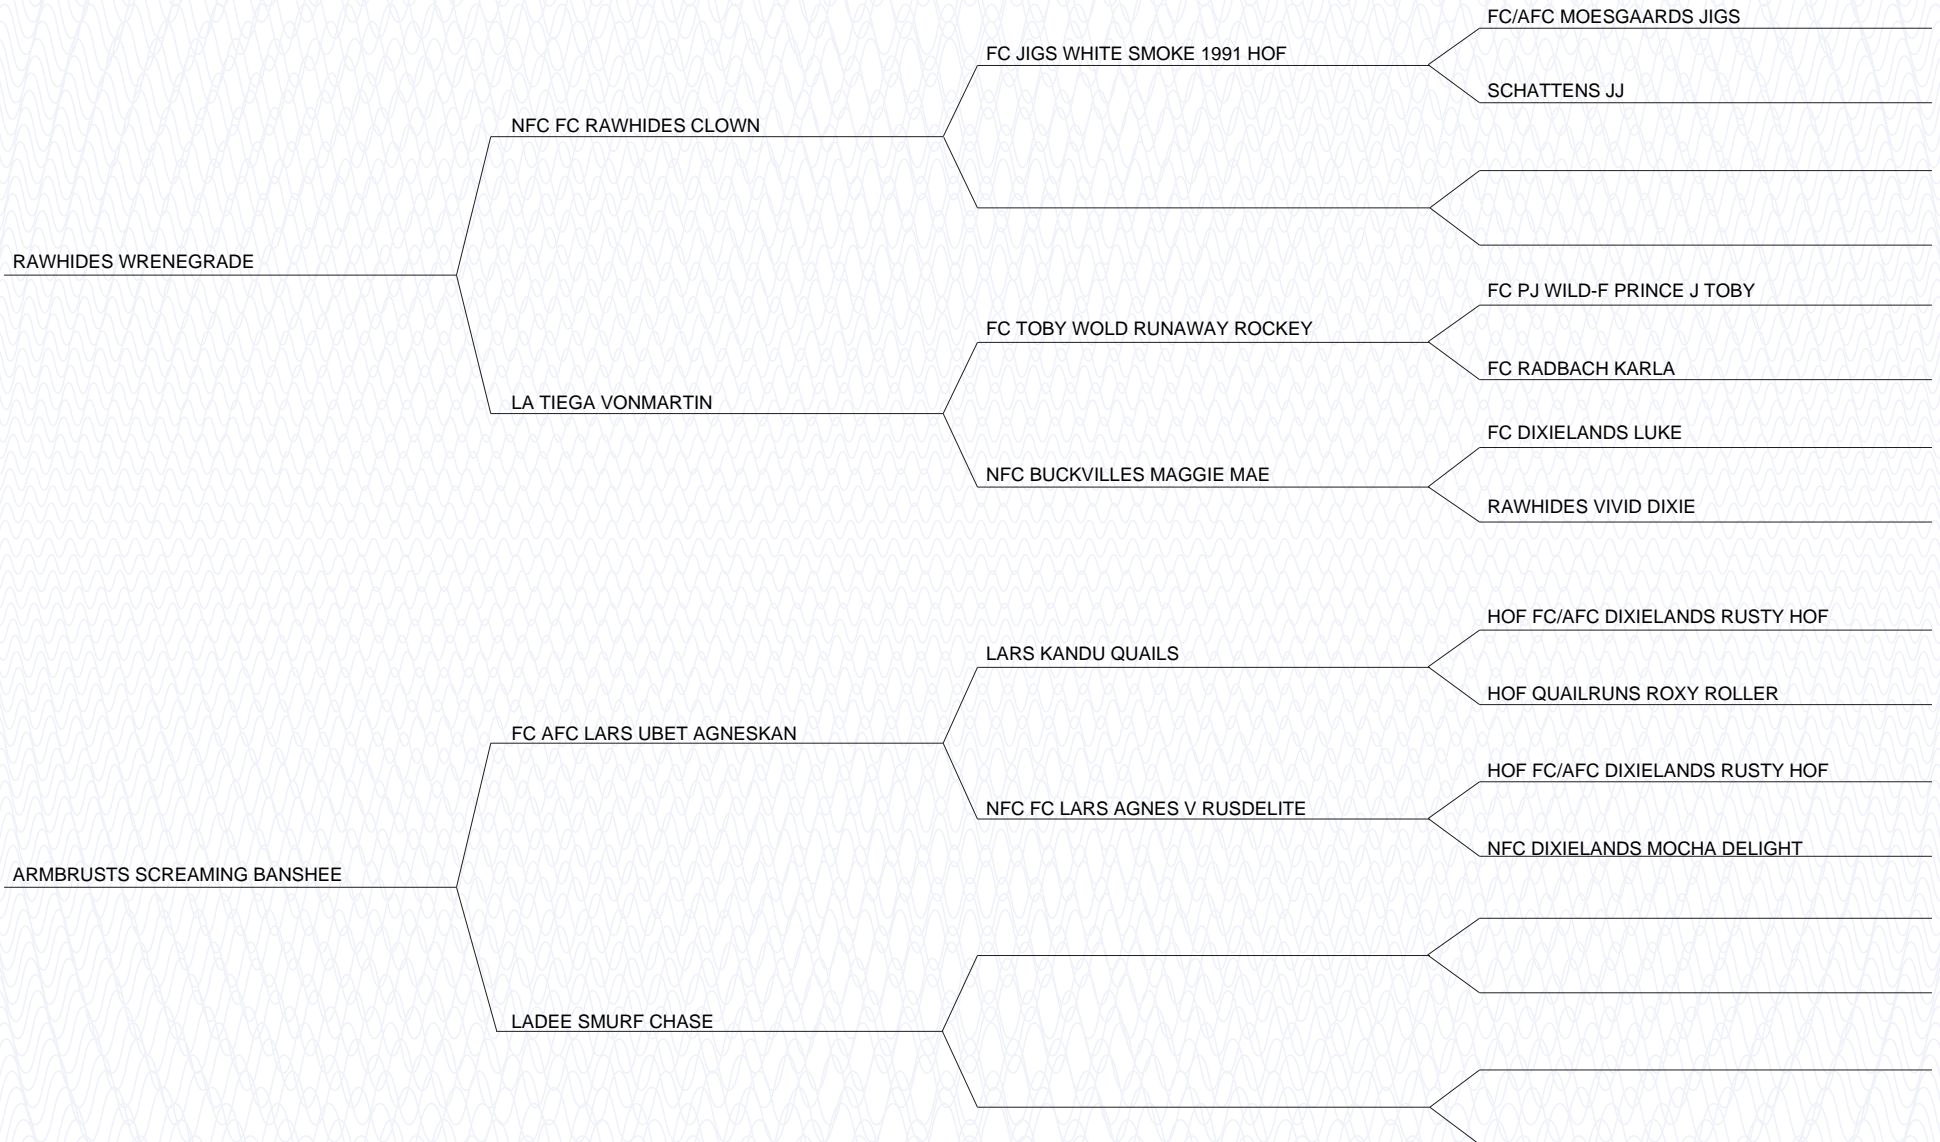 FC/AFC MOESGAARDS JIGS
FC JIGS WHITE SMOKE 1991 HOF
SCHATTENS JJ
NFC FC RAWHIDES CLOWN
RAWHIDES WRENEGRADE
FC PJ WILD-F PRINCE J TOBY
FC TOBY WOLD RUNAWAY ROCKEY
FC RADBACH KARLA
LA TIEGA VONMARTIN
FC DIXIELANDS LUKE
NFC BUCKVILLES MAGGIE MAE
RAWHIDES VIVID DIXIE
HOF FC/AFC DIXIELANDS RUSTY HOF
LARS KANDU QUAILS
HOF QUAILRUNS ROXY ROLLER
FC AFC LARS UBET AGNESKAN
HOF FC/AFC DIXIELANDS RUSTY HOF
NFC FC LARS AGNES V RUSDELITE
NFC DIXIELANDS MOCHA DELIGHT
ARMBRUSTS SCREAMING BANSHEE
LADEE SMURF CHASE